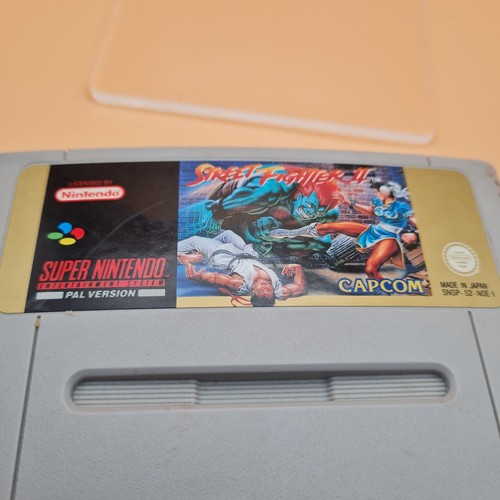 LICENSED BY
Nintendo
SUPER NINTENDO
ENTERTAINMENT SYSTEM
PAL VERSION
STREET FIGHTER II
CAPCOM
MADE IN JAPAN
SNSP-S2-NOE